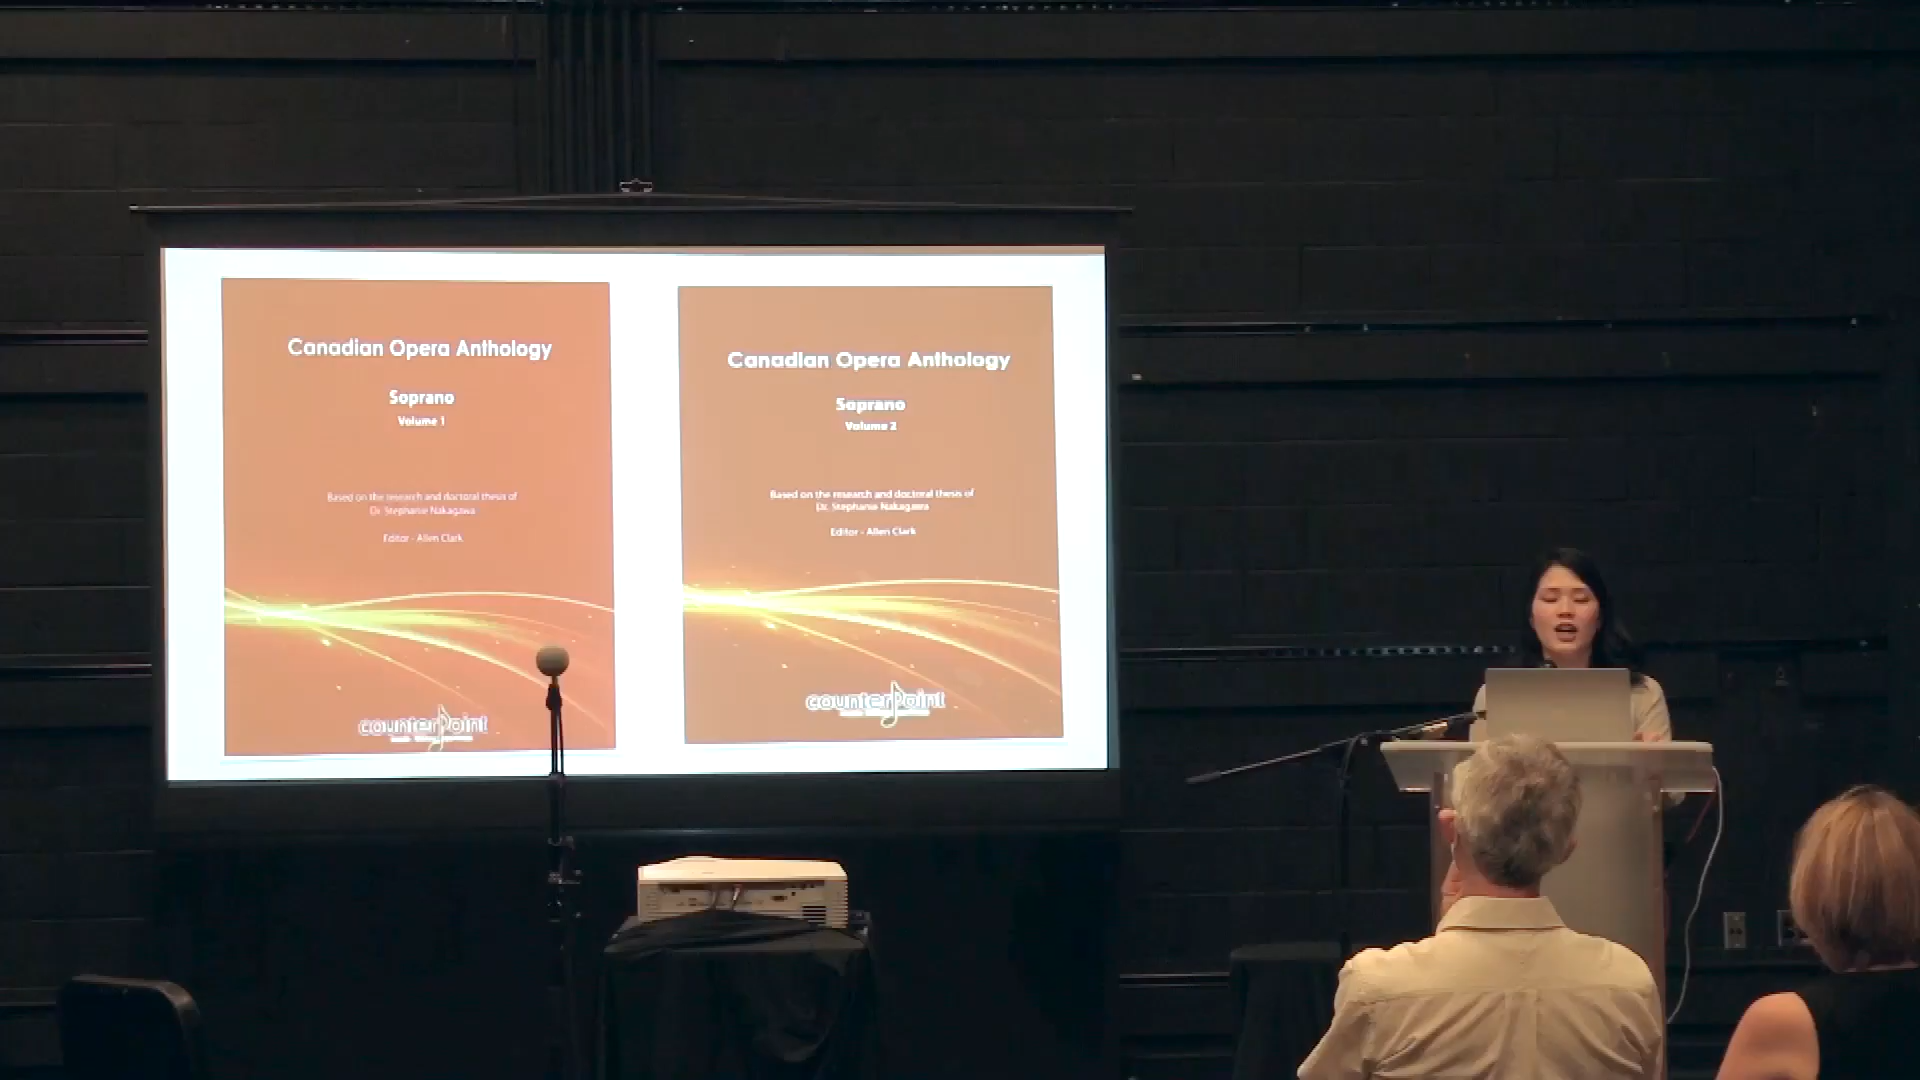 Canadian Opera Anthology
Soprano
Volume 1
Based on the research and doctoral thesis of
Dr. Stephanie Nakagawa
Editor - Allen Clark
counterpoint
Canadian Opera Anthology
Soprano
Volume 2
Based on the research and doctoral thesis of
Dr. Stephanie Nakagawa
Editor - Allen Clark
counterpoint